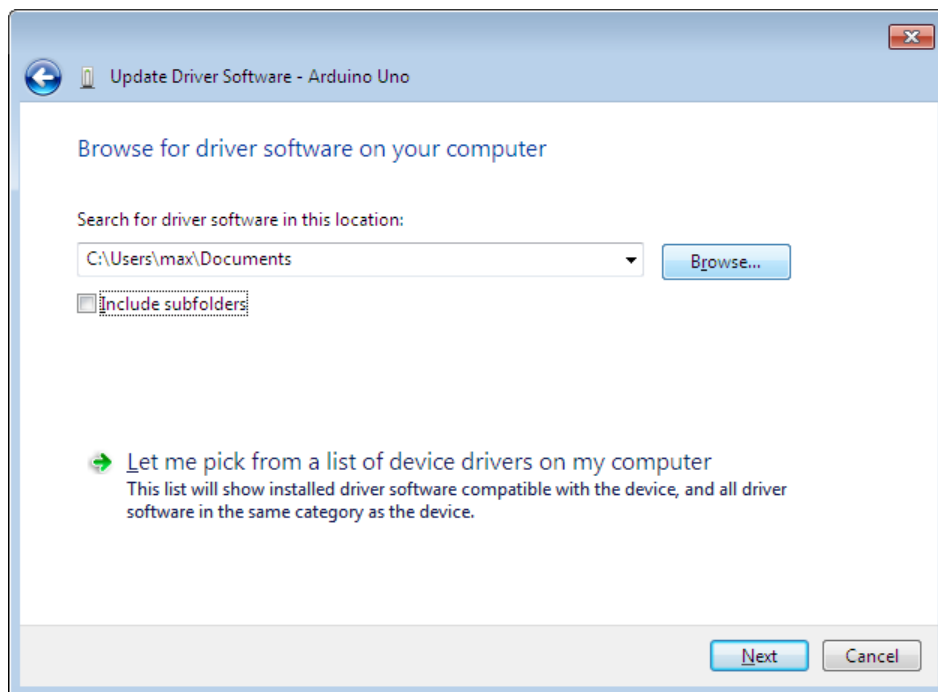 Update Driver Software - Arduino Uno
Browse for driver software on your computer
Search for driver software in this location:
C:\Users\max\Documents
Browse...
Include subfolders
Let me pick from a list of device drivers on my computer
This list will show installed driver software compatible with the device, and all driver
software in the same category as the device.
Next
Cancel